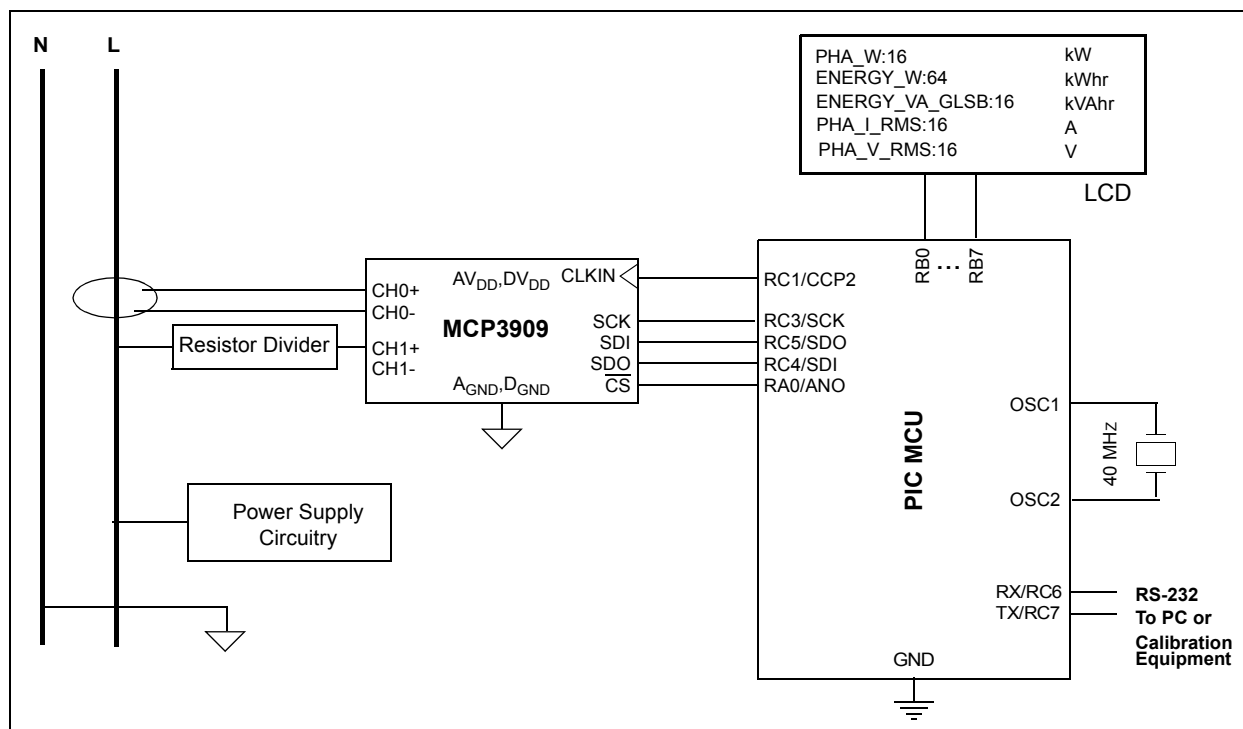 N L
PHA_W:16 kW
ENERGY_W:64 kWhr
ENERGY_VA_GLSB:16 kVAhr
PHA_I_RMS:16 A
PHA_V_RMS:16 V
LCD
RB0 ... RB7
CH0+
CH0-
CH1+
CH1-
AVDD,DVDD
CLKIN
MCP3909
SCK
SDI
SDO
CS
AGND,DGND
Resistor Divider
RC1/CCP2
RC3/SCK
RC5/SDO
RC4/SDI
RA0/ANO
PIC MCU
OSC1
40 MHz
OSC2
Power Supply
Circuitry
RX/RC6
TX/RC7
RS-232
To PC or
Calibration
Equipment
GND